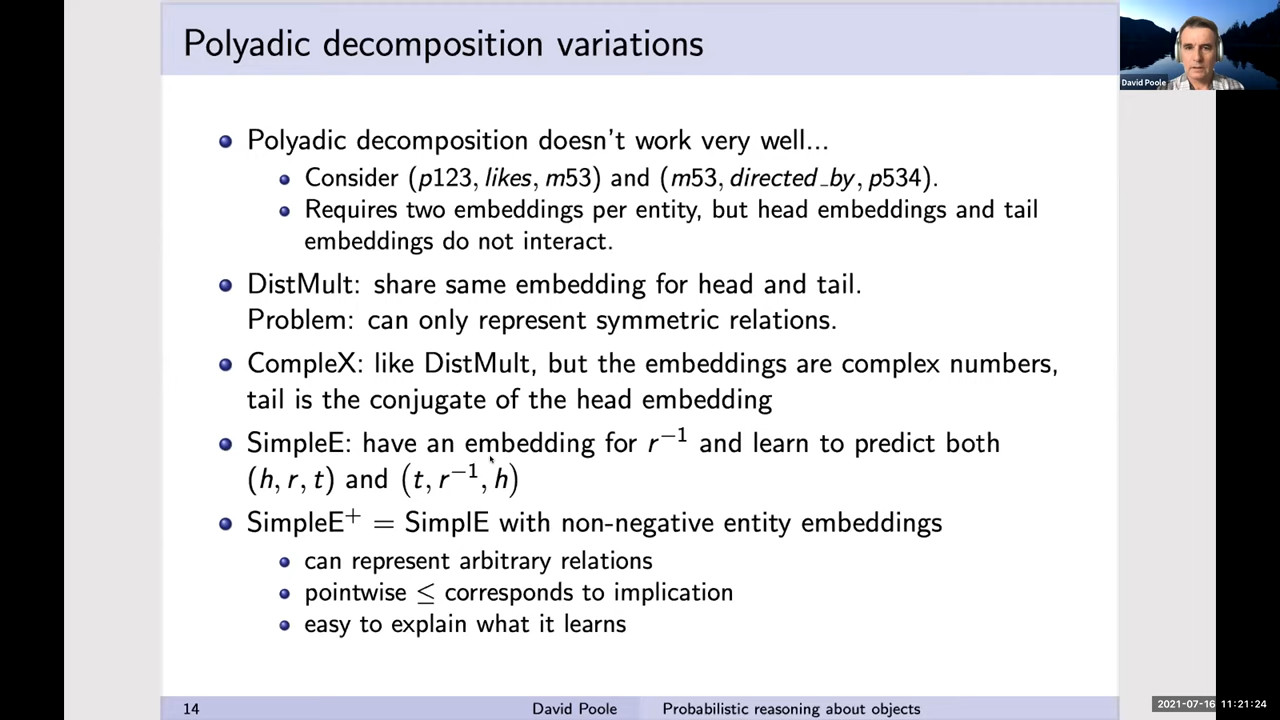 Polyadic decomposition variations
David Poole
Polyadic decomposition doesn't work very well...
Consider (p123, likes, m53) and (m53, directed_by, p534).
Requires two embeddings per entity, but head embeddings and tail
embeddings do not interact.
DistMult: share same embedding for head and tail.
Problem: can only represent symmetric relations.
CompleX: like DistMult, but the embeddings are complex numbers,
tail is the conjugate of the head embedding
SimpleE: have an embedding for r⁻¹ and learn to predict both
(h, r, t) and (t, r⁻¹, h)
SimpleE⁺ = SimplE with non-negative entity embeddings
can represent arbitrary relations
pointwise ≤ corresponds to implication
easy to explain what it learns
14 David Poole Probabilistic reasoning about objects
2021-07-16 11:21:24